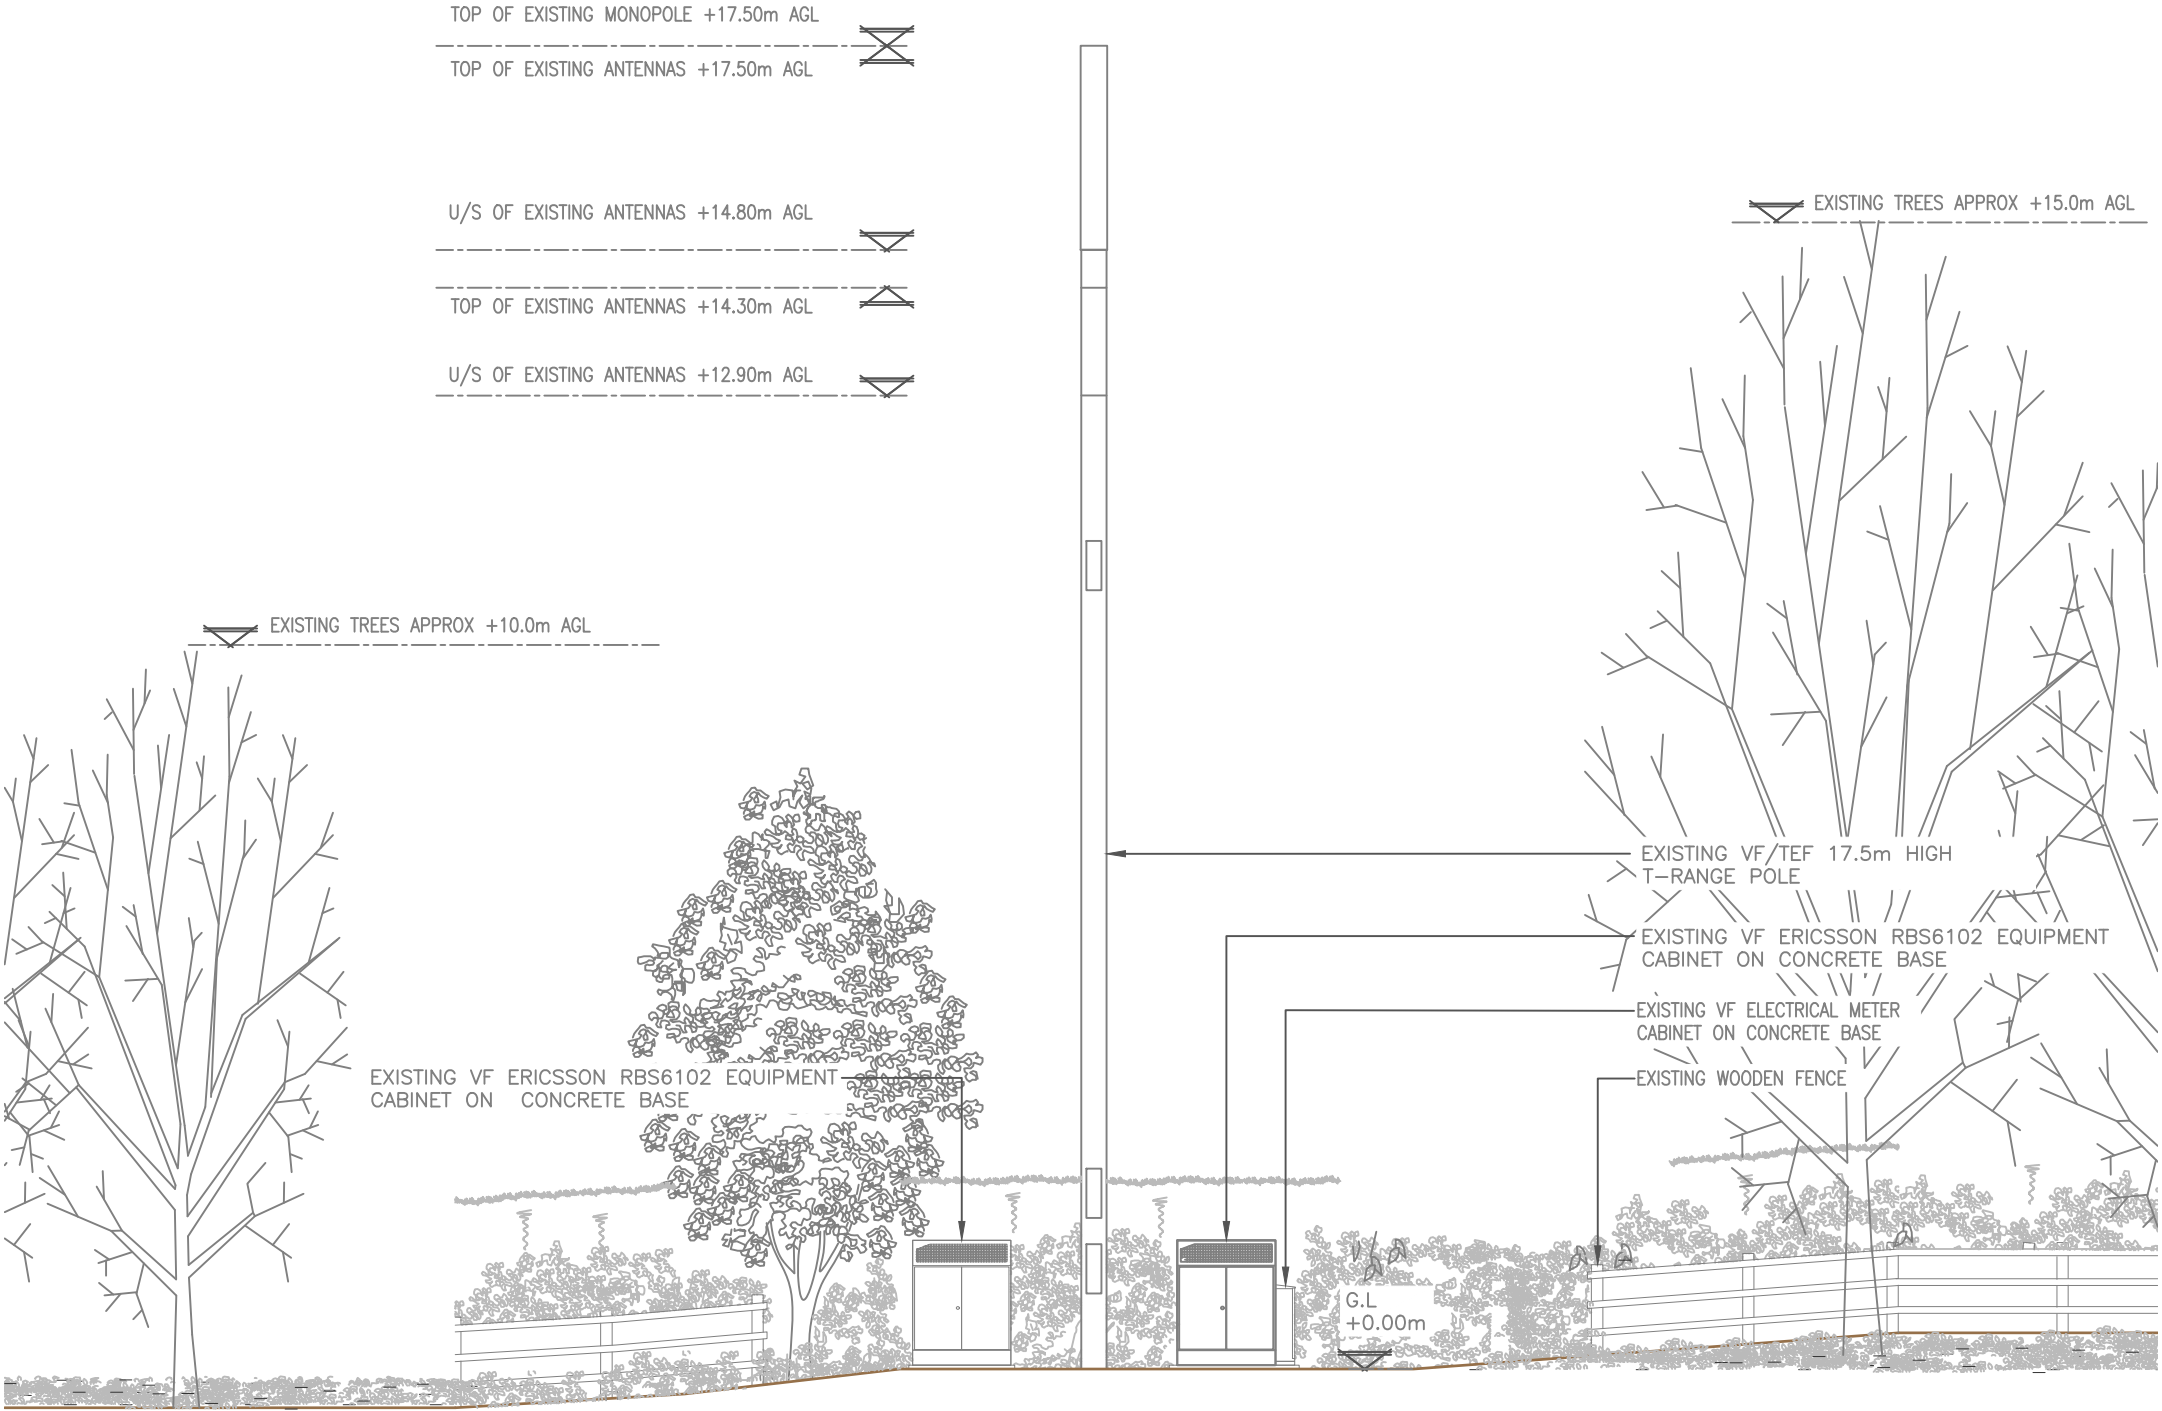 TOP OF EXISTING MONOPOLE +17.50m AGL
TOP OF EXISTING ANTENNAS +17.50m AGL
U/S OF EXISTING ANTENNAS +14.80m AGL
EXISTING TREES APPROX +15.0m AGL
TOP OF EXISTING ANTENNAS +14.30m AGL
U/S OF EXISTING ANTENNAS +12.90m AGL
EXISTING TREES APPROX +10.0m AGL
EXISTING VF/TEF 17.5m HIGH
T-RANGE POLE
EXISTING VF ERICSSON RBS6102 EQUIPMENT
CABINET ON CONCRETE BASE
EXISTING VF ELECTRICAL METER
CABINET ON CONCRETE BASE
EXISTING WOODEN FENCE
EXISTING VF ERICSSON RBS6102 EQUIPMENT
CABINET ON CONCRETE BASE
G.L
+0.00m